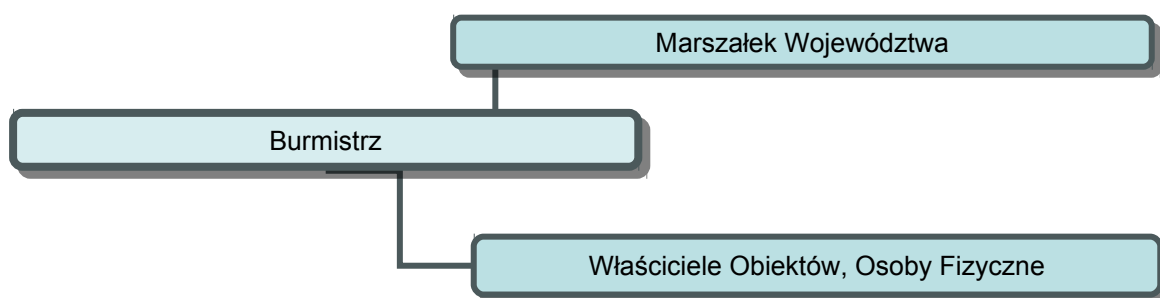 Marszałek Województwa
Burmistrz
Właściciele Obiektów, Osoby Fizyczne